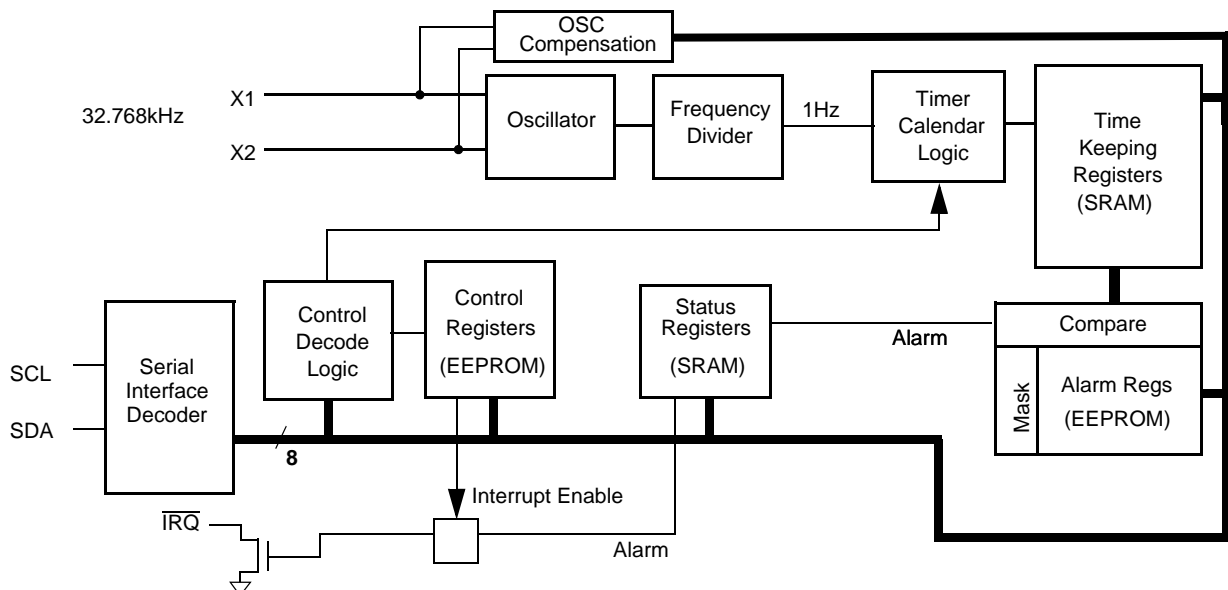 OSC
Compensation
32.768kHz
X1
X2
Oscillator
Frequency
Divider
1Hz
Timer
Calendar
Logic
Time
Keeping
Registers
(SRAM)
Control
Decode
Logic
Control
Registers
(EEPROM)
Status
Registers
(SRAM)
Alarm
Compare
Mask
Alarm Regs
(EEPROM)
SCL
SDA
Serial
Interface
Decoder
8
Interrupt Enable
IRQ
Alarm